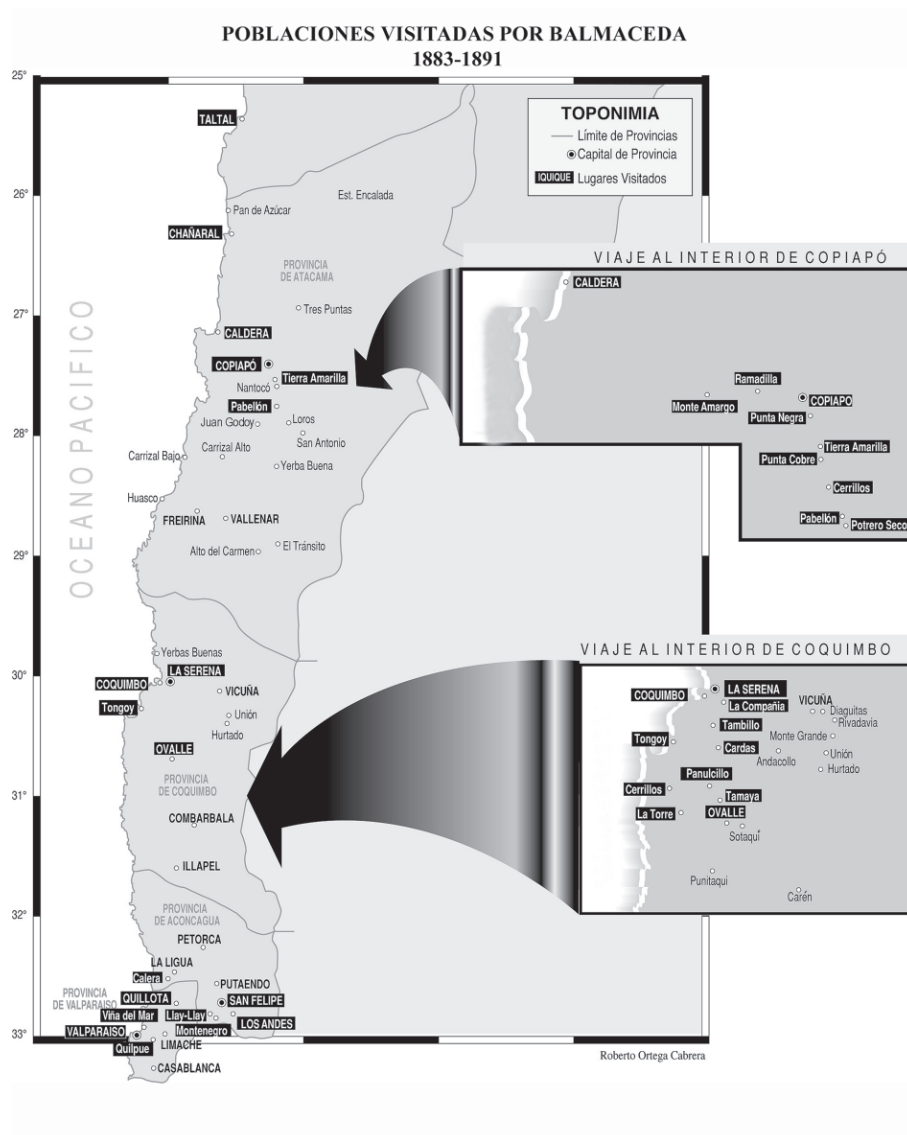 POBLACIONES VISITADAS POR BALMACEDA
1883-1891
25°
26°
27°
28°
29°
30°
31°
32°
33°
TOPONIMIA
Límite de Provincias
Capital de Provincia
IQUIQUE Lugares Visitados
OCEANO PACIFICO
TALTAL
Est. Encalada
Pan de Azúcar
CHAÑARAL
PROVINCIA
DE ATACAMA
Tres Puntas
CALDERA
COPIAPÓ
Tierra Amarilla
Nantocó
Pabellón
Juan Godoy
Loros
San Antonio
Carrizal Alto
Carrizal Bajo
Yerba Buena
Huasco
FREIRINA
VALLENAR
Alto del Carmen
El Tránsito
Yerbas Buenas
LA SERENA
COQUIMBO
VICUÑA
Tongoy
Unión
Hurtado
OVALLE
PROVINCIA
DE COQUIMBO
COMBARBALA
ILLAPEL
PROVINCIA
DE ACONCAGUA
PETORCA
LA LIGUA
Calera
PUTAENDO
PROVINCIA
DE VALPARAISO
QUILLOTA
SAN FELIPE
Viña del Mar
Llay-Llay
LOS ANDES
VALPARAISO
Montenegro
Quilpue
LIMACHE
CASABLANCA
VIAJE AL INTERIOR DE COPIAPÓ
CALDERA
Ramadilla
COPIAPO
Monte Amargo
Punta Negra
Tierra Amarilla
Punta Cobre
Cerrillos
Pabellón
Potrero Seco
VIAJE AL INTERIOR DE COQUIMBO
LA SERENA
COQUIMBO
La Compañia
VICUÑA
Diaguitas
Rivadavia
Tambillo
Monte Grande
Tongoy
Cardas
Andacollo
Unión
Hurtado
Panulcillo
Cerrillos
Tamaya
La Torre
OVALLE
Sotaquí
Punitaqui
Carén
Roberto Ortega Cabrera